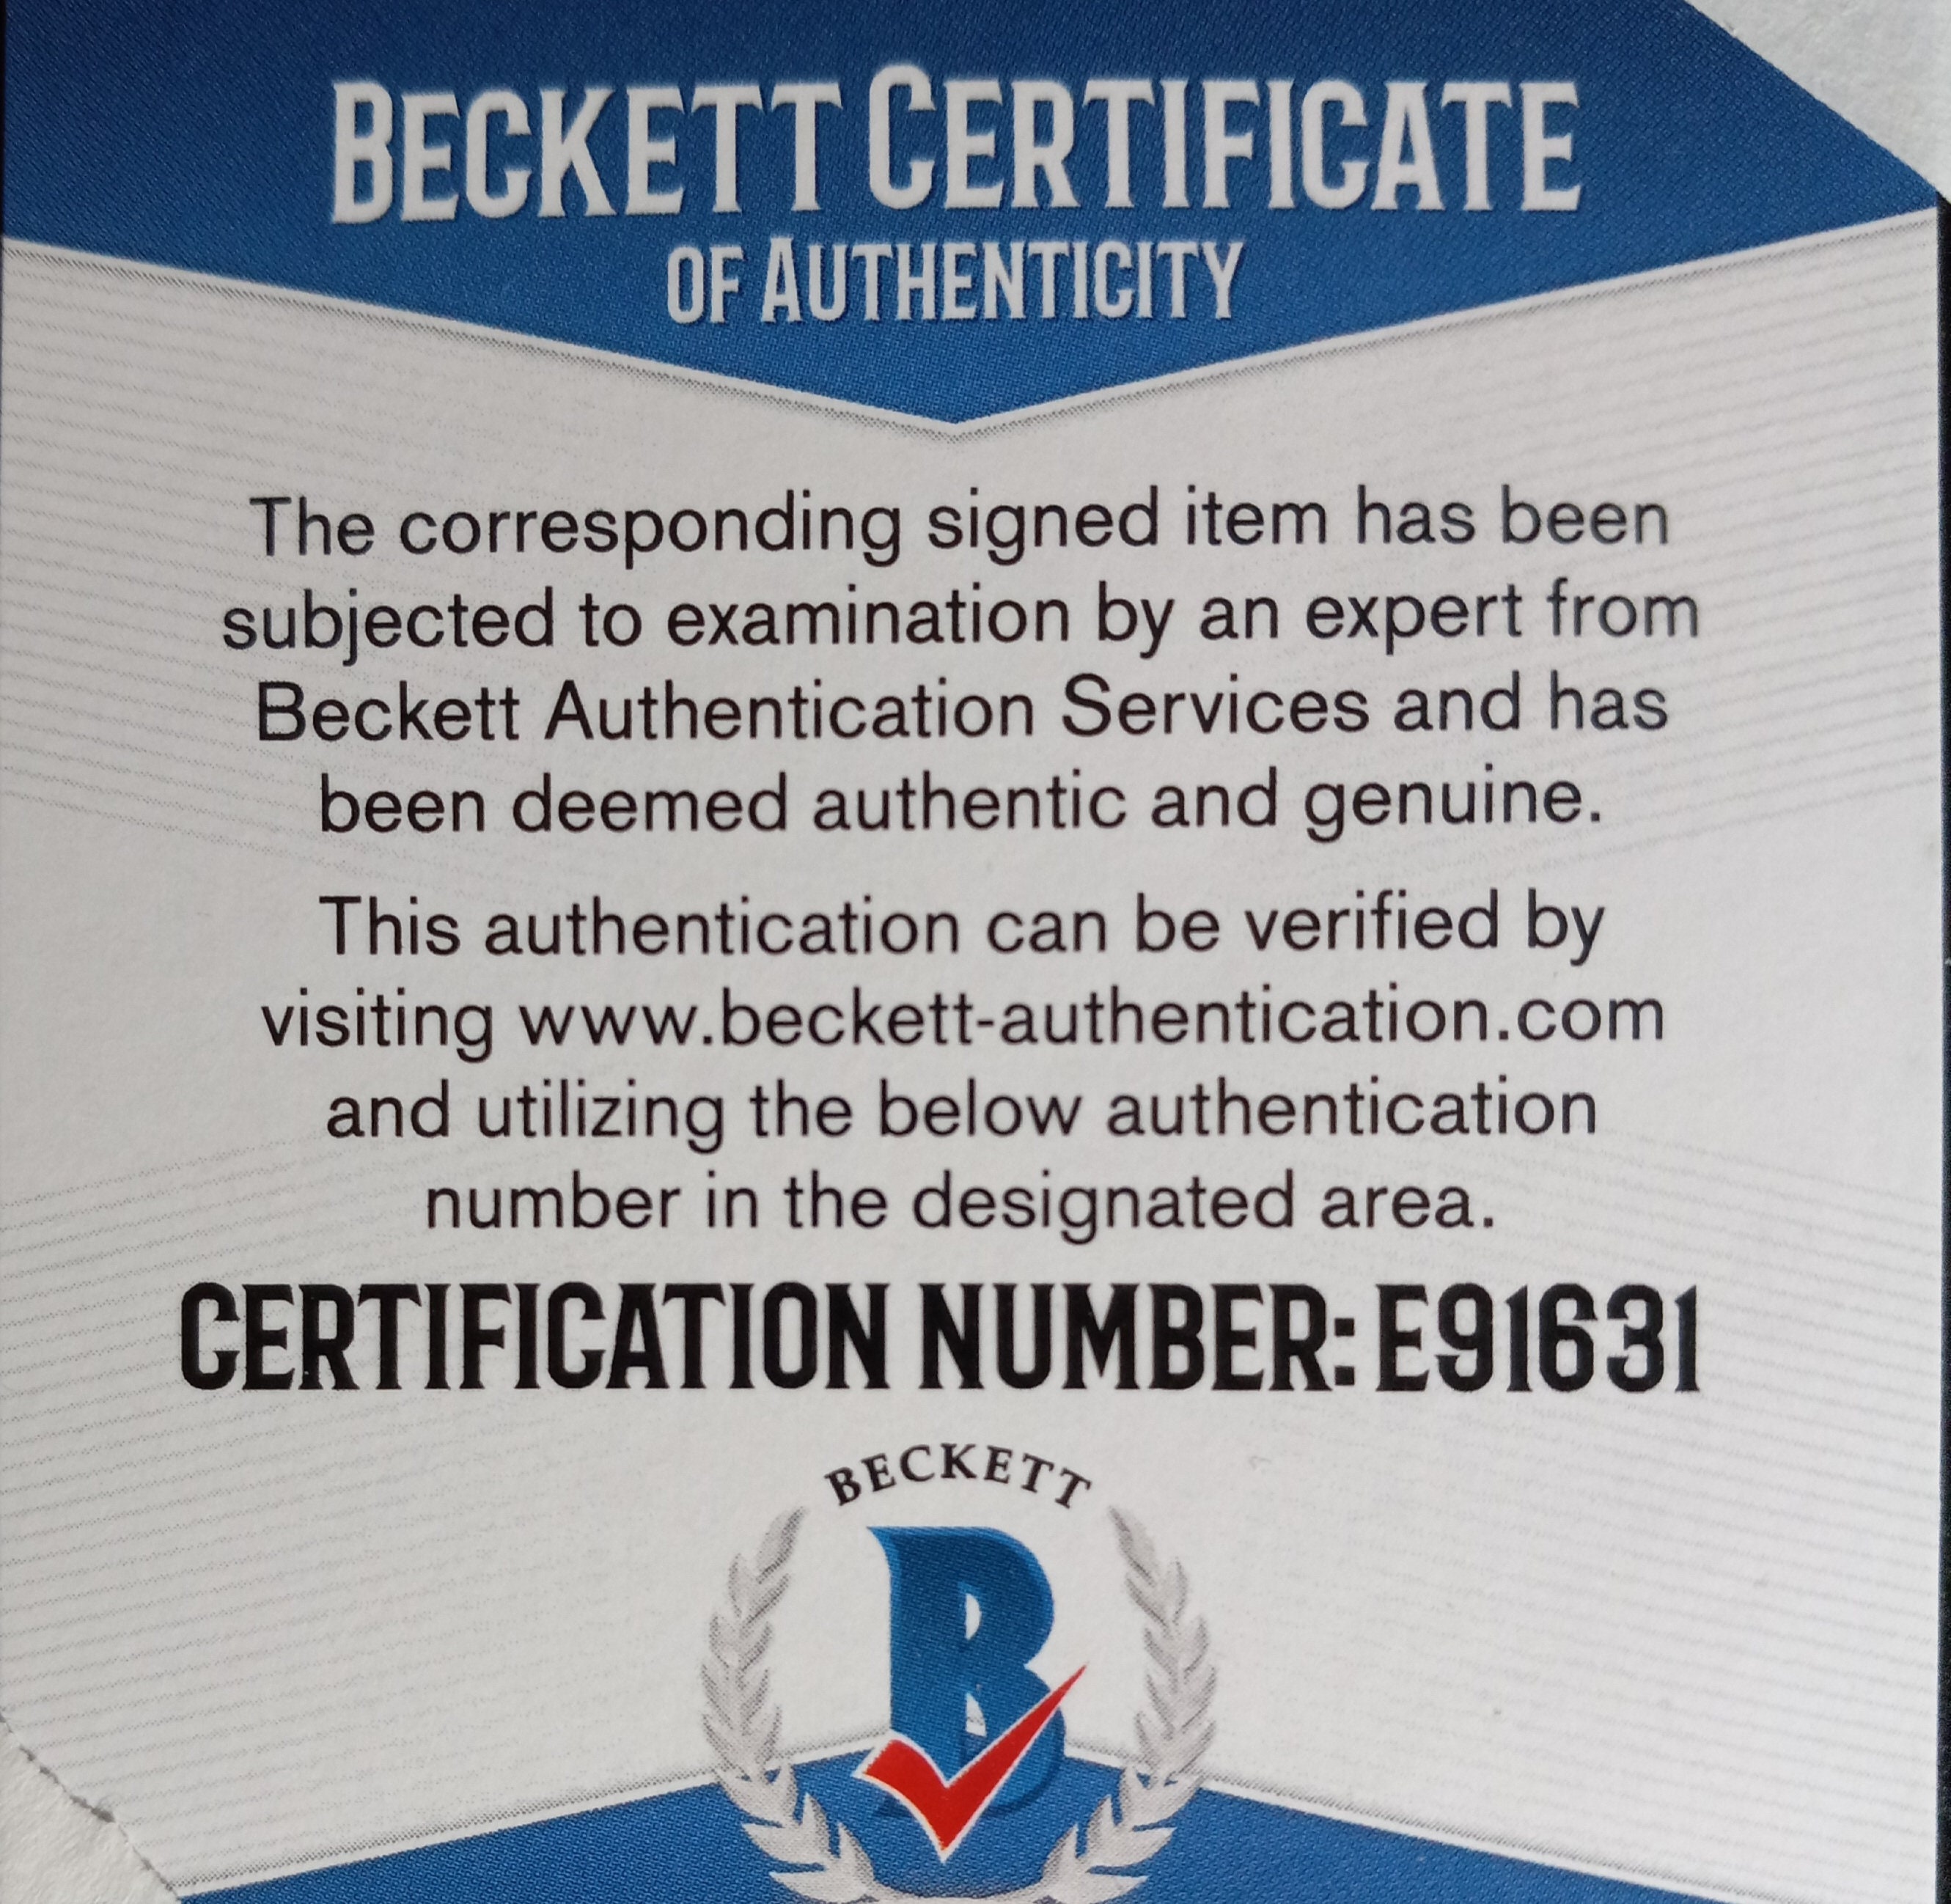 BECKETT CERTIFICATE
OF AUTHENTICITY
The corresponding signed item has been
subjected to examination by an expert from
Beckett Authentication Services and has
been deemed authentic and genuine.
This authentication can be verified by
visiting www.beckett-authentication.com
and utilizing the below authentication
number in the designated area.
CERTIFICATION NUMBER: E91631
BECKETT
B